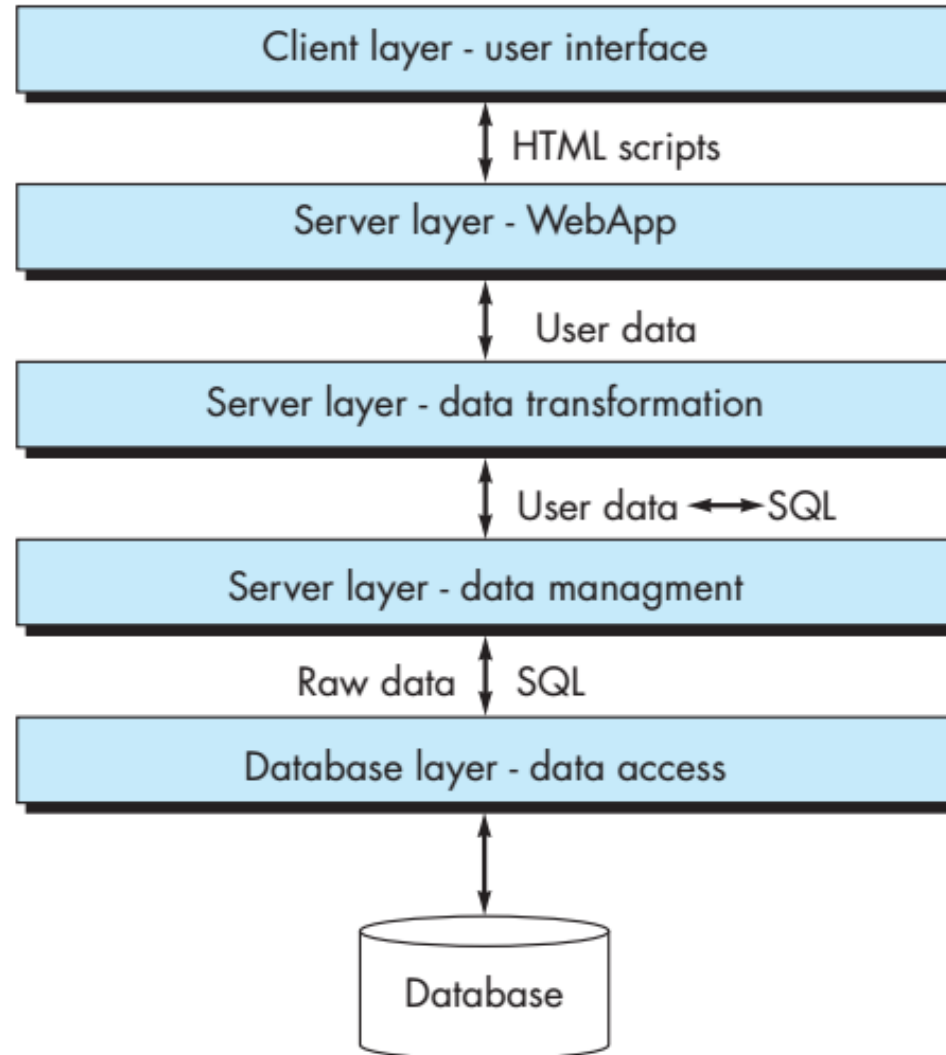 Client layer - user interface
HTML scripts
Server layer - WebApp
User data
Server layer - data transformation
User data SQL
Server layer - data managment
Raw data SQL
Database layer - data access
Database